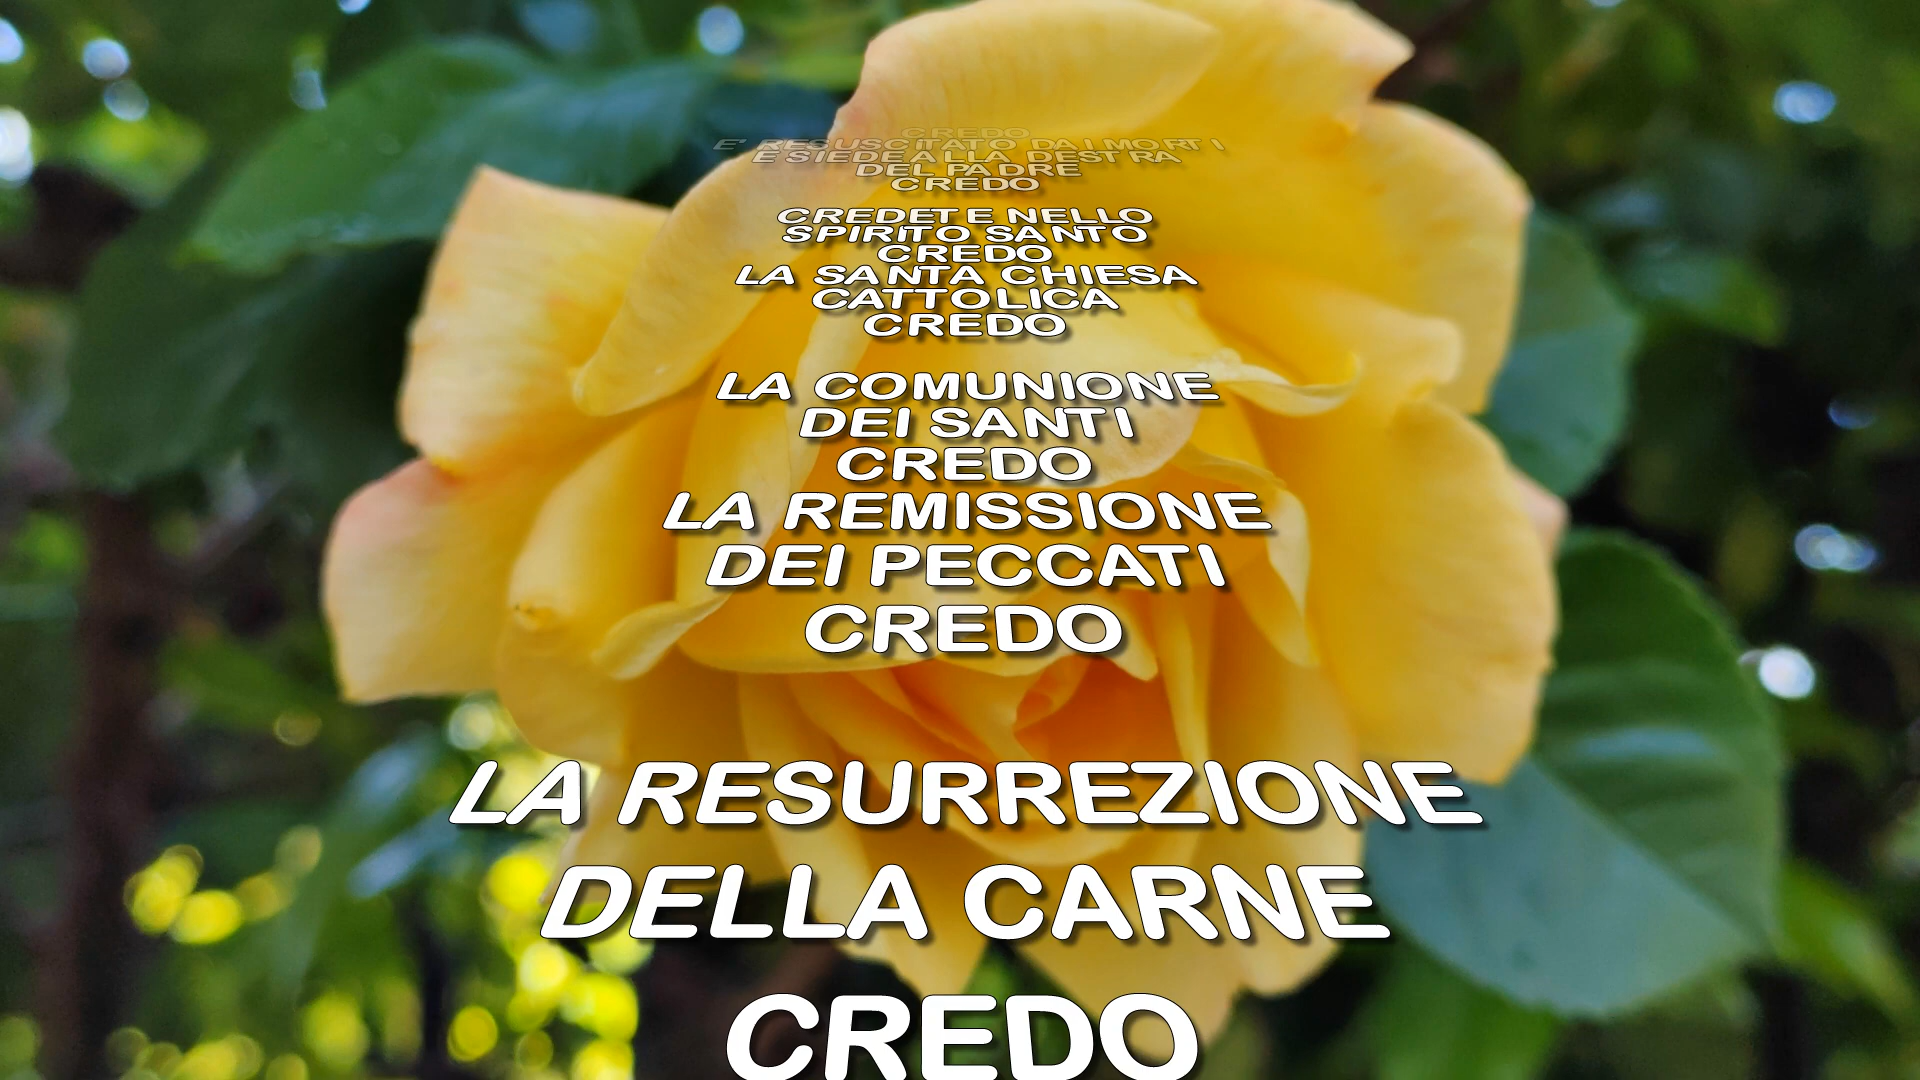 CREDO
E' RESUSCITATO DAI MORTI
E SIEDE ALLA DESTRA
DEL PADRE
CREDO
CREDETE NELLO
SPIRITO SANTO
CREDO
LA SANTA CHIESA
CATTOLICA
CREDO
LA COMUNIONE
DEI SANTI
CREDO
LA REMISSIONE
DEI PECCATI
CREDO
LA RESURREZIONE
DELLA CARNE
CREDO